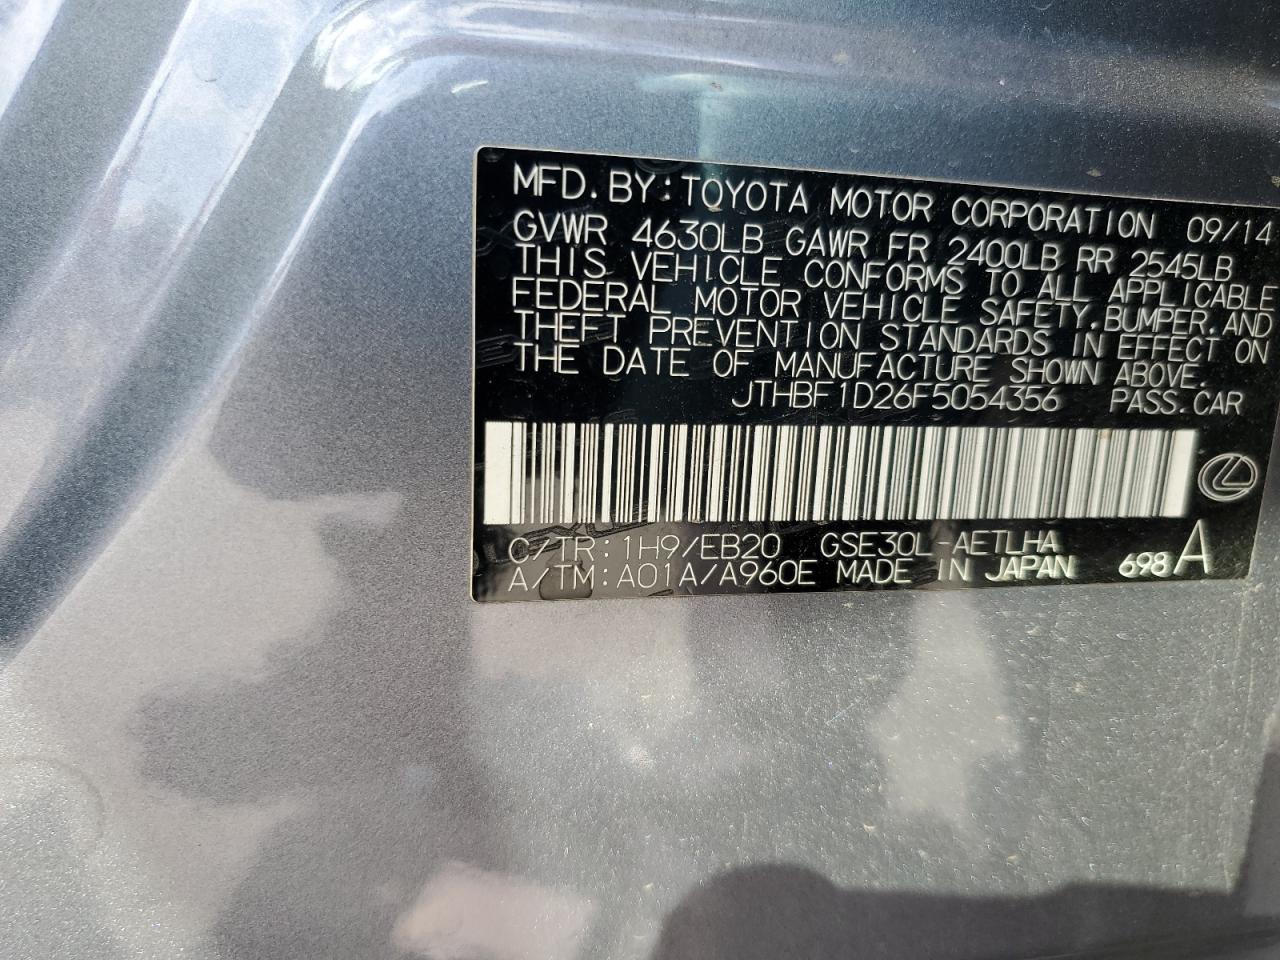 MFD. BY: TOYOTA MOTOR CORPORATION 09/14
GVWR 4630LB GAWR FR 2400LB RR 2545LB
THIS VEHICLE CONFORMS TO ALL APPLICABLE
FEDERAL MOTOR VEHICLE SAFETY, BUMPER, AND
THEFT PREVENTION STANDARDS IN EFFECT ON
THE DATE OF MANUFACTURE SHOWN ABOVE.
JTHBF1D26F5054356 PASS. CAR
C/TR: 1H9/EB20 GSE30L-AETLHA
A/TM: A01A/A960E MADE IN JAPAN 698 A